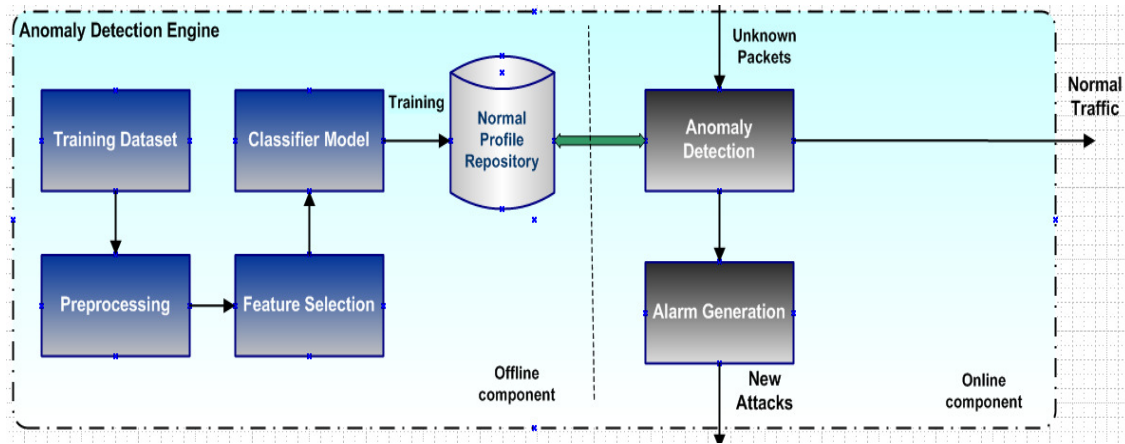 Anomaly Detection Engine
Unknown
Packets
Normal
Traffic
Training Dataset
Classifier Model
Training
Normal
Profile
Repository
Anomaly
Detection
Preprocessing
Feature Selection
Alarm Generation
Offline
component
New
Attacks
Online
component